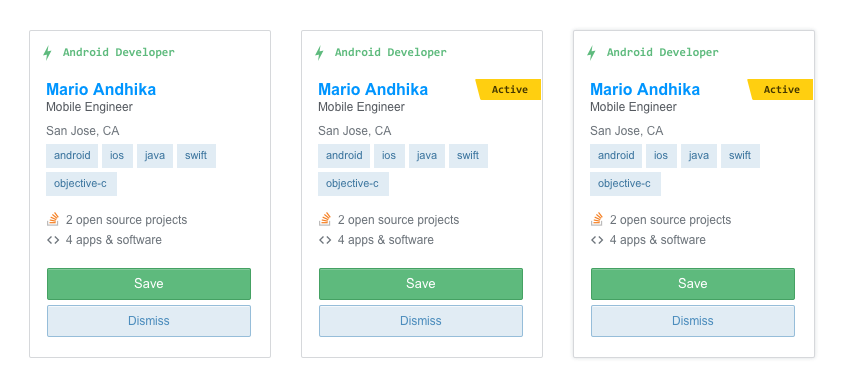 Android Developer
Mario Andhika
Mobile Engineer
San Jose, CA
android ios java swift
objective-c
2 open source projects
4 apps & software
Save
Dismiss
Android Developer
Mario Andhika
Active
Mobile Engineer
San Jose, CA
android ios java swift
objective-c
2 open source projects
4 apps & software
Save
Dismiss
Android Developer
Mario Andhika
Active
Mobile Engineer
San Jose, CA
android ios java swift
objective-c
2 open source projects
4 apps & software
Save
Dismiss